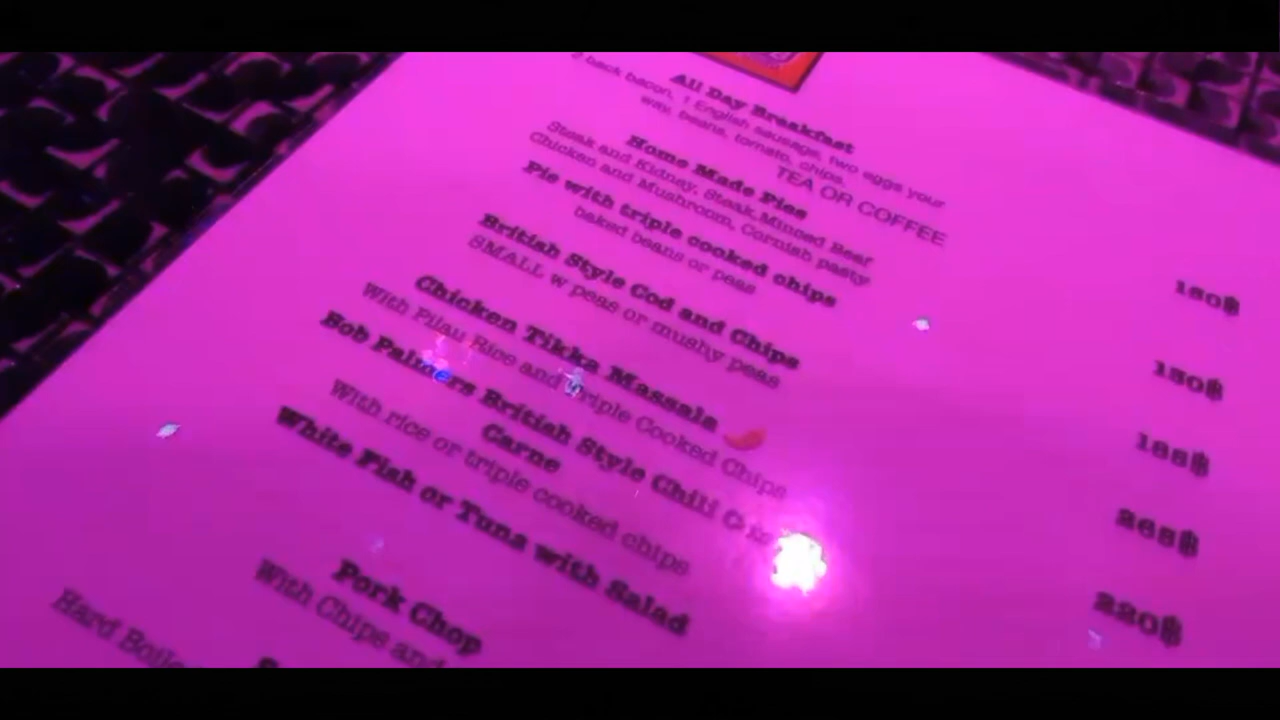 All Day Breakfast
2 back bacon, 1 English sausage, two eggs your
way, beans, tomato, chips.
TEA OR COFFEE
Home Made Pies
Steak and Kidney, Steak, Minced Beef
Chicken and Mushroom, Cornish pasty
Pie with triple cooked chips
baked beans or peas
British Style Cod and Chips
SMALL w peas or mushy peas
Chicken Tikka Massala
With Pilau Rice and Triple Cooked Chips
Bob Palmers British Style Chili Con
Carne
With rice or triple cooked chips
White Fish or Tuna with Salad
Pork Chop
With Chips and
Hard
180฿
150฿
185฿
265฿
220฿